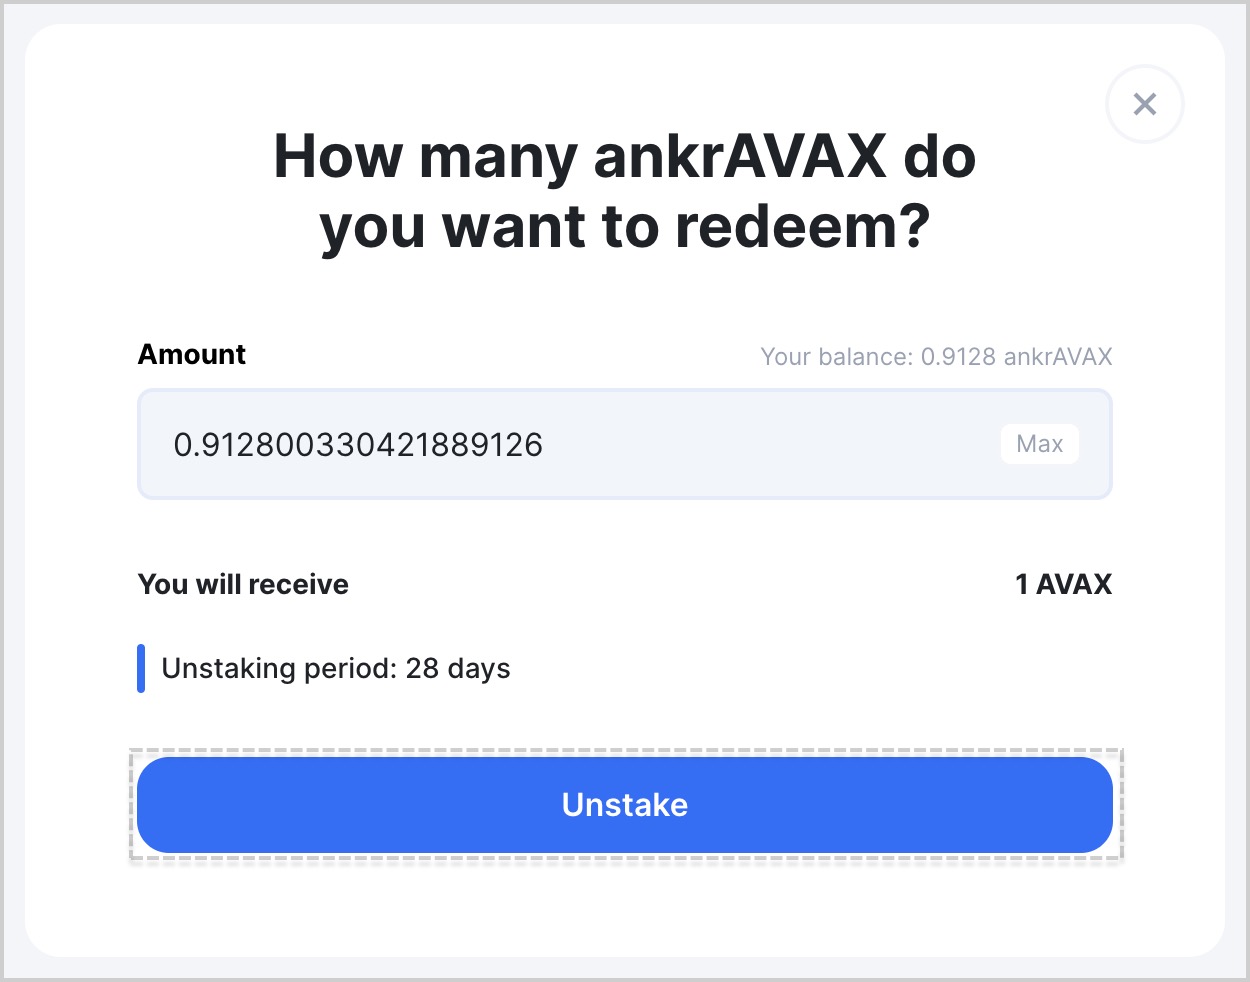 How many ankrAVAX do
you want to redeem?
Amount
Your balance: 0.9128 ankrAVAX
0.912800330421889126
Max
You will receive
1 AVAX
Unstaking period: 28 days
Unstake